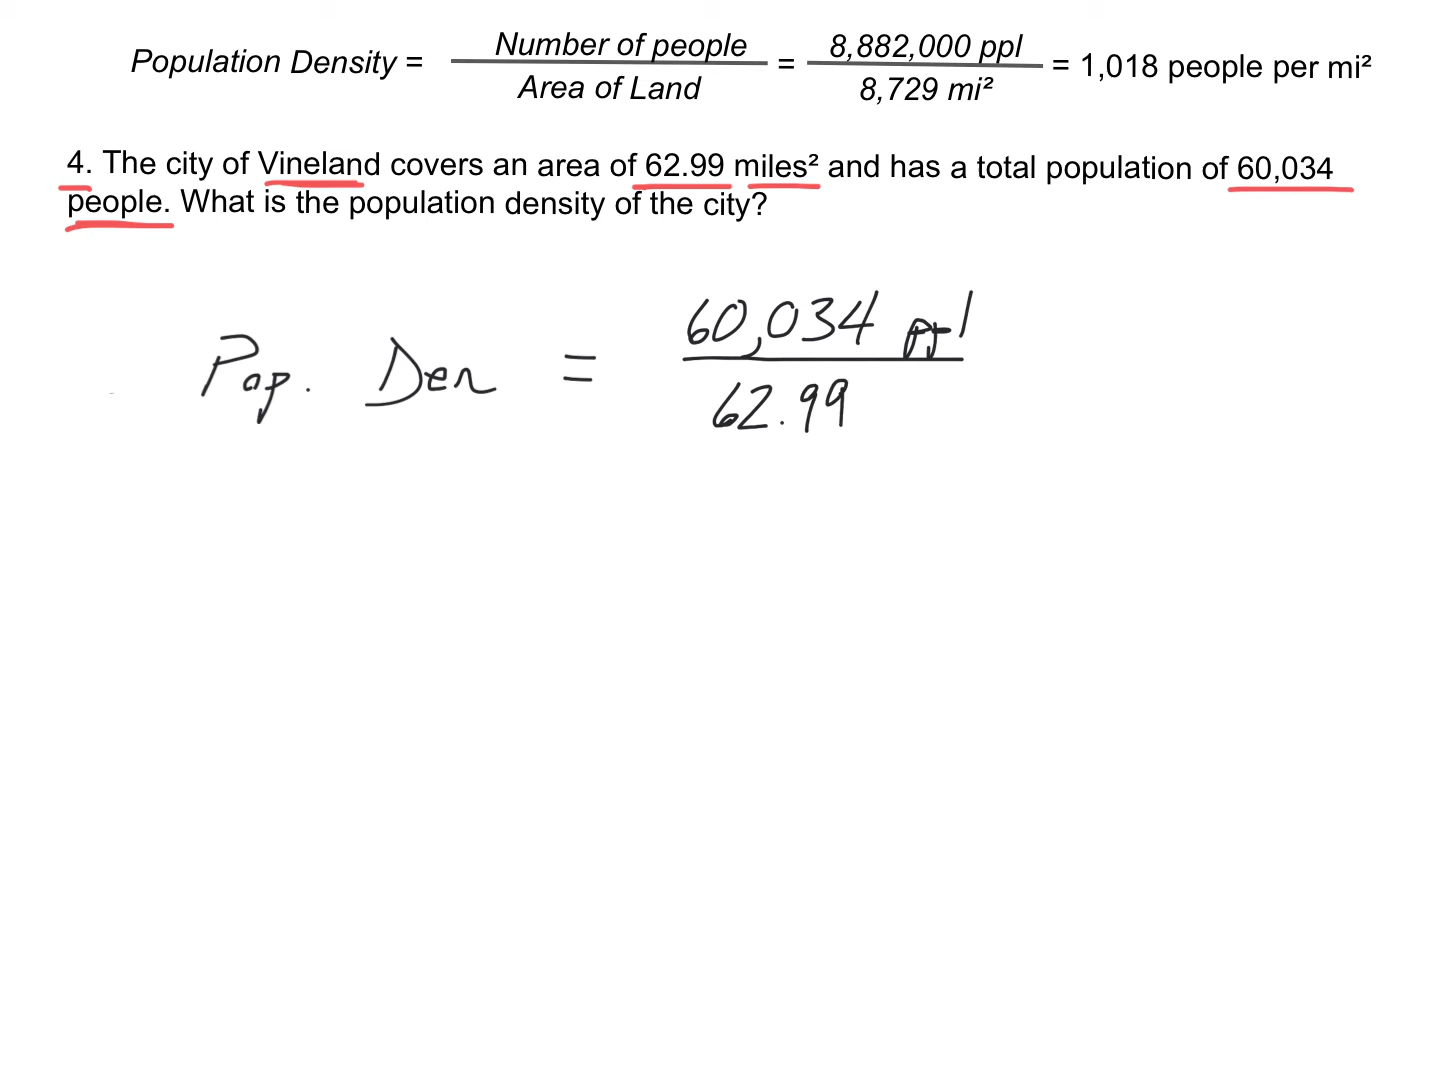 Population Density = Number of people / Area of Land = 8,882,000 ppl / 8,729 mi² = 1,018 people per mi²
4. The city of Vineland covers an area of 62.99 miles² and has a total population of 60,034
people. What is the population density of the city?
Pop. Den = 60,034 ppl / 62.99